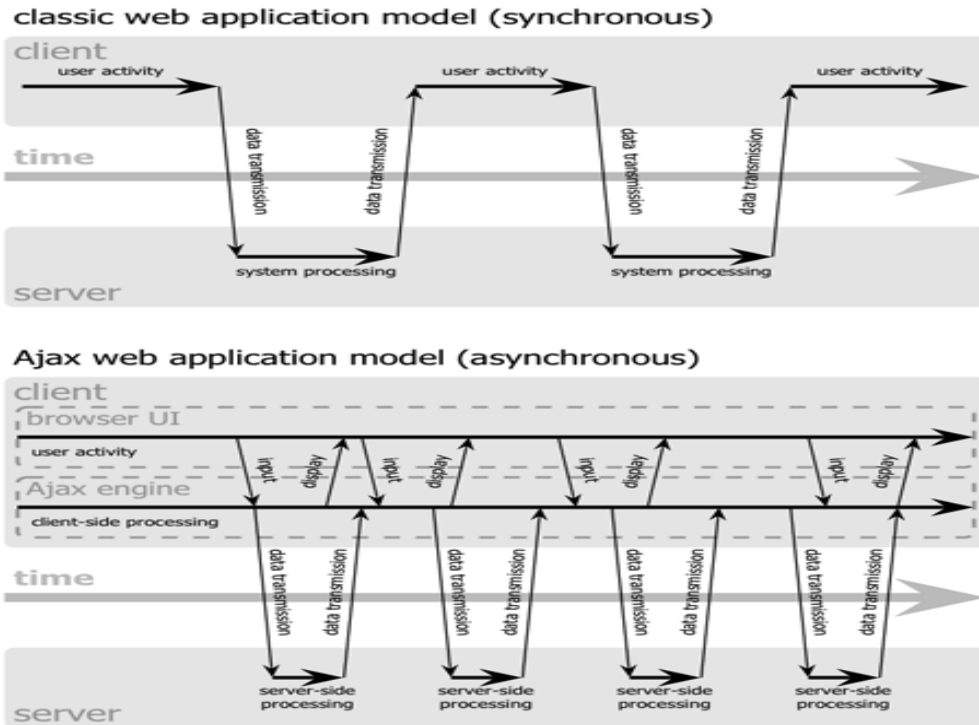 classic web application model (synchronous)
client
user activity
user activity
user activity
data transmission
data transmission
data transmission
data transmission
time
system processing
system processing
server
Ajax web application model (asynchronous)
client
browser UI
user activity
input
display
input
display
input
display
input
display
Ajax engine
client-side processing
data transmission
data transmission
data transmission
data transmission
data transmission
data transmission
data transmission
data transmission
time
server-side
processing
server-side
processing
server-side
processing
server-side
processing
server